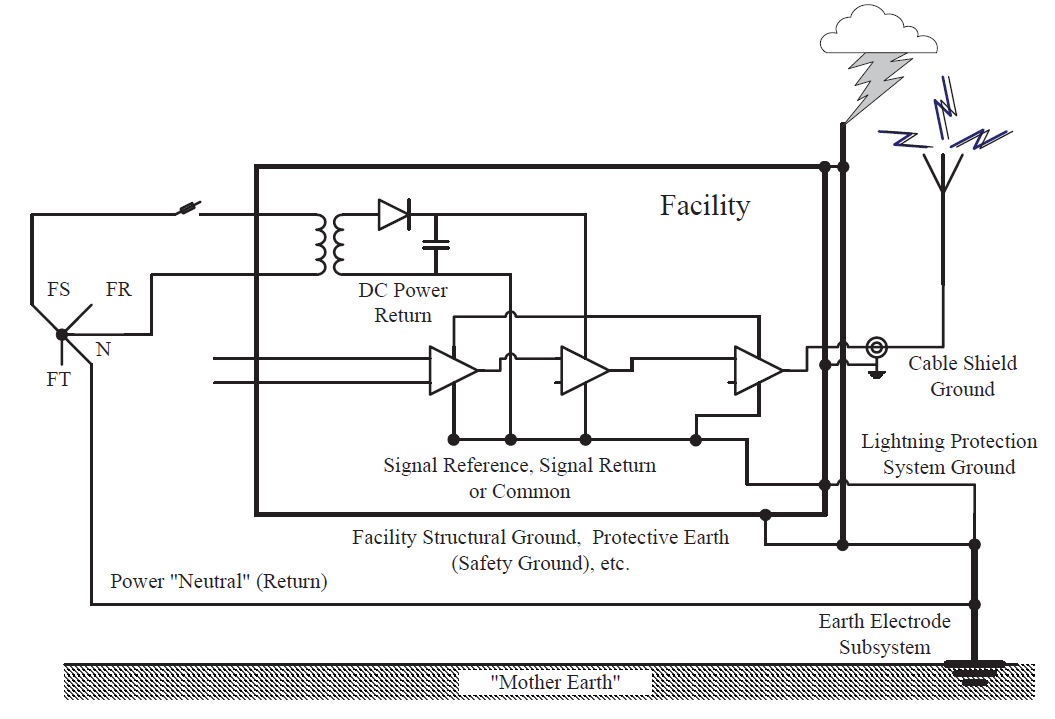 Facility
FS
FR
DC Power
Return
N
FT
Cable Shield
Ground
Lightning Protection
System Ground
Signal Reference, Signal Return
or Common
Facility Structural Ground, Protective Earth
(Safety Ground), etc.
Power "Neutral" (Return)
Earth Electrode
Subsystem
"Mother Earth"